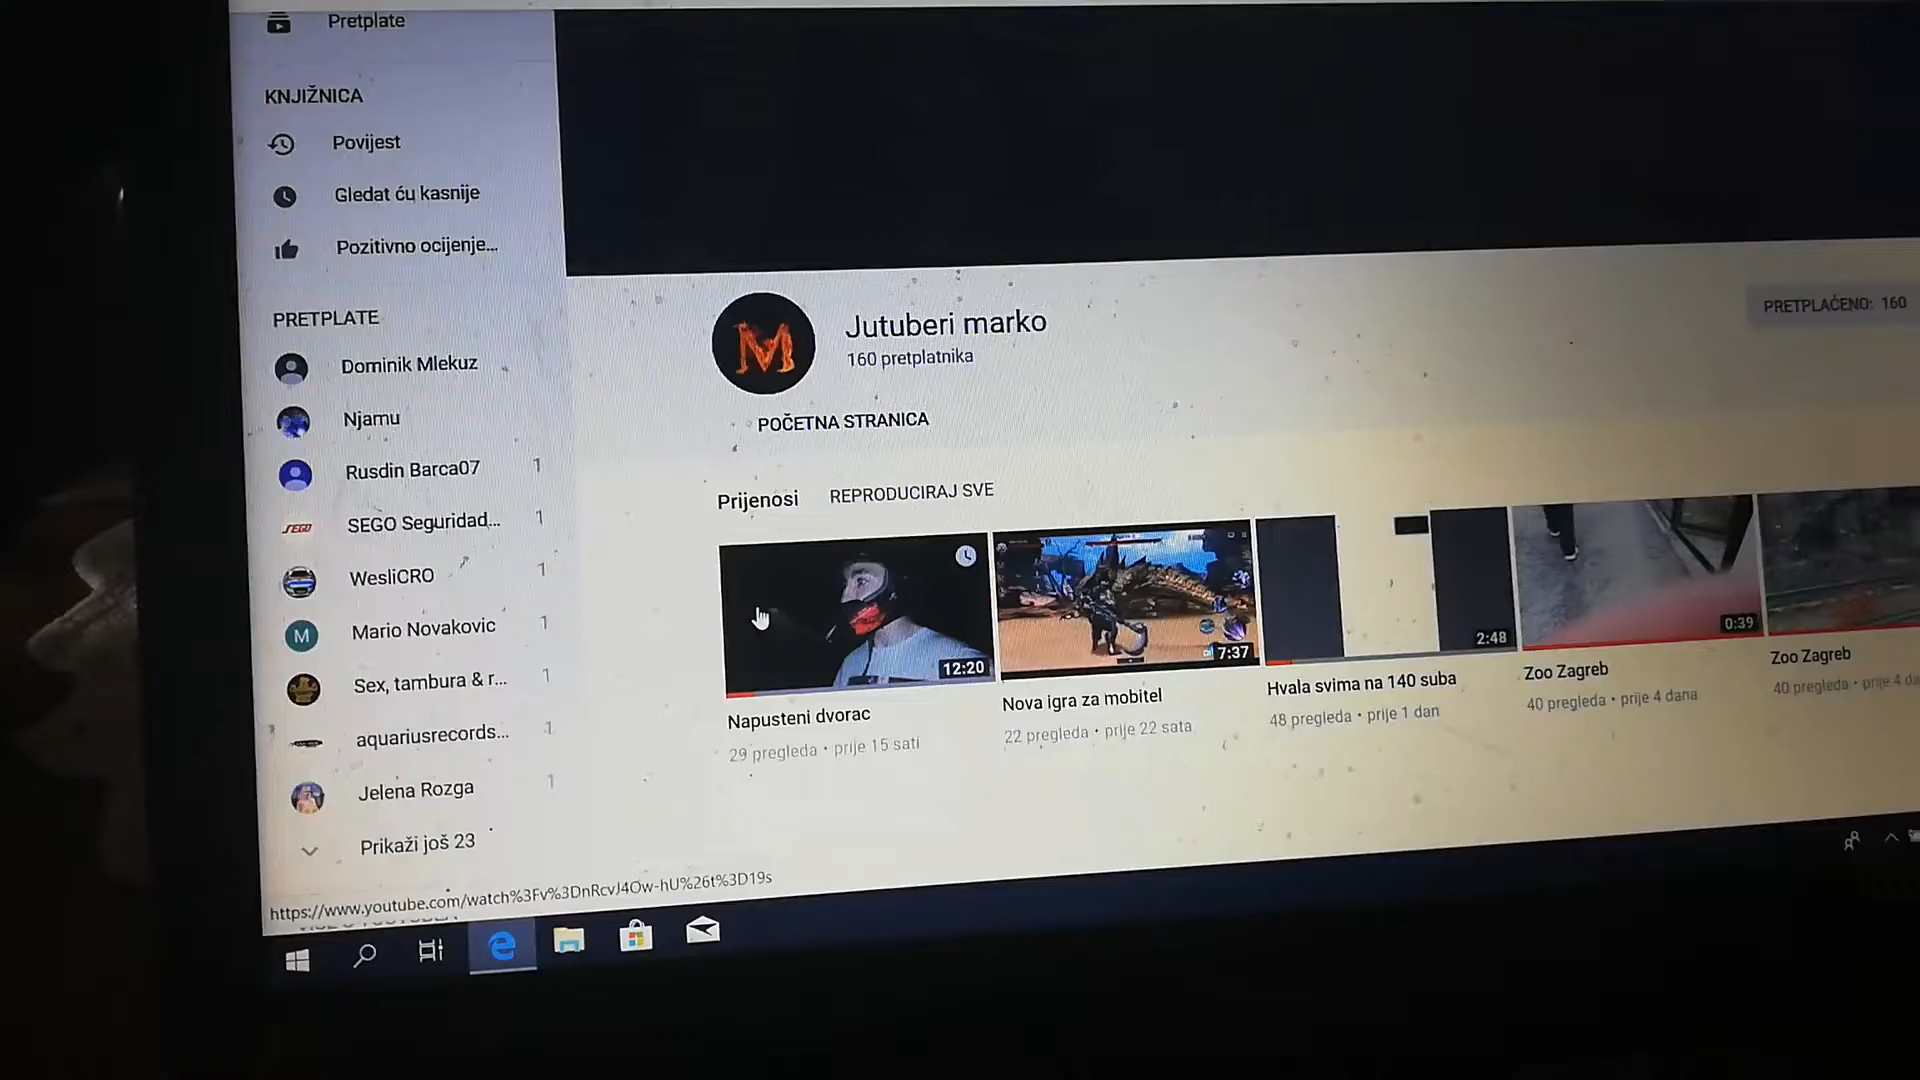 Pretplate
KNJIŽNICA
Povijest
Gledat ću kasnije
Pozitivno ocijenje...
PRETPLATE
Dominik Mlekuz
Njamu
Rusdin Barca07 1
SEGO Seguridad... 1
WesliCRO 1
M Mario Novakovic 1
Sex, tambura & r... 1
aquariusrecords... 1
Jelena Rozga 1
Prikaži još 23
https://www.youtube.com/watch%3Fv%3DnRcvJ4Ow-hU%26t%3D19s
M
Jutuberi marko
160 pretplatnika
PRETPLAĆENO: 160
POČETNA STRANICA
Prijenosi REPRODUCIRAJ SVE
12:20
Napusteni dvorac
29 pregleda • prije 15 sati
7:37
Nova igra za mobitel
22 pregleda • prije 22 sata
2:48
Hvala svima na 140 suba
48 pregleda • prije 1 dan
0:39
Zoo Zagreb
40 pregleda • prije 4 dana
Zoo Zagreb
40 pregleda • prije 4 da